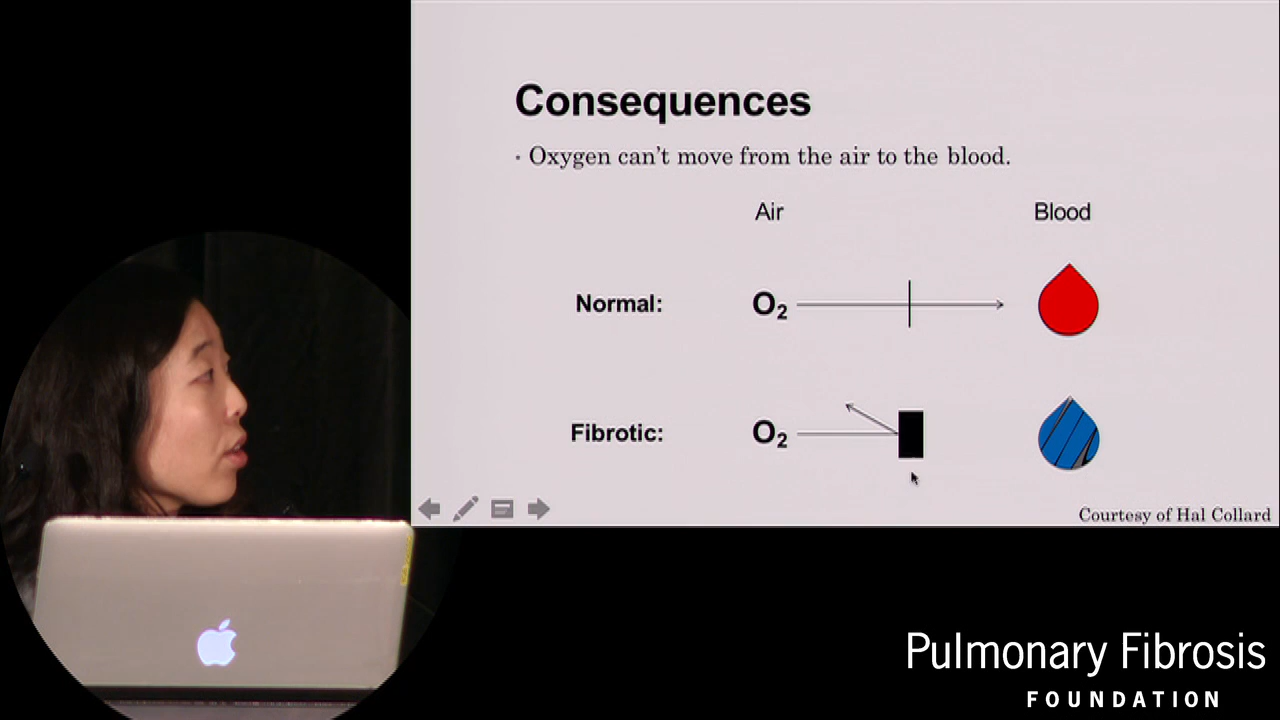 Consequences
• Oxygen can't move from the air to the blood.
Air Blood
Normal: O₂
Fibrotic: O₂
Courtesy of Hal Collard
Pulmonary Fibrosis
FOUNDATION